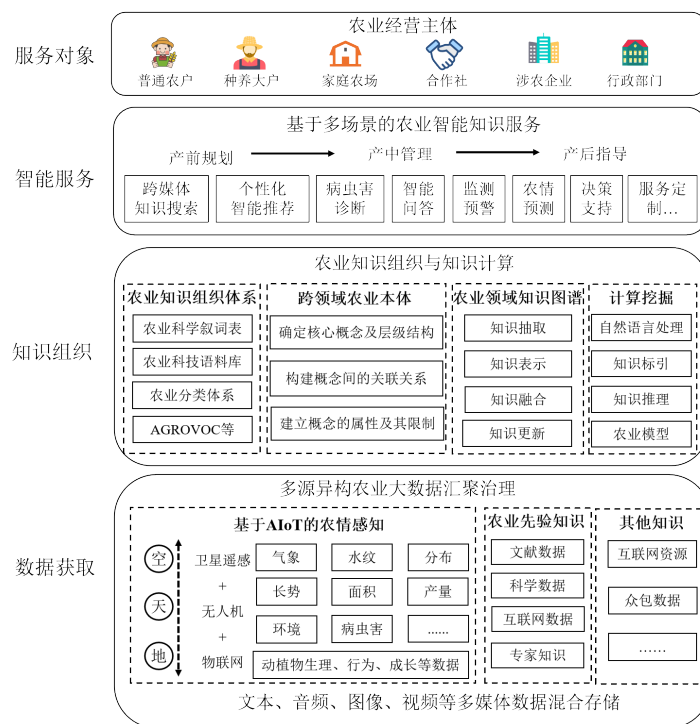 服务对象
农业经营主体
普通农户
种养大户
家庭农场
合作社
涉农企业
行政部门
智能服务
基于多场景的农业智能知识服务
产前规划
产中管理
产后指导
跨媒体
知识搜索
个性化
智能推荐
病虫害
诊断
智能
问答
监测
预警
农情
预测
决策
支持
服务定
制...
知识组织
农业知识组织与知识计算
农业知识组织体系
农业科学叙词表
农业科技语料库
农业分类体系
AGROVOC等
跨领域农业本体
确定核心概念及层级结构
构建概念间的关联关系
建立概念的属性及其限制
农业领域知识图谱
知识抽取
知识表示
知识融合
知识更新
计算挖掘
自然语言处理
知识标引
知识推理
农业模型
数据获取
多源异构农业大数据汇聚治理
基于AIoT的农情感知
空
天
地
卫星遥感
+
无人机
+
物联网
气象
水纹
分布
长势
面积
产量
环境
病虫害
......
动植物生理、行为、成长等数据
农业先验知识
文献数据
科学数据
互联网数据
专家知识
其他知识
互联网资源
众包数据
......
文本、音频、图像、视频等多媒体数据混合存储